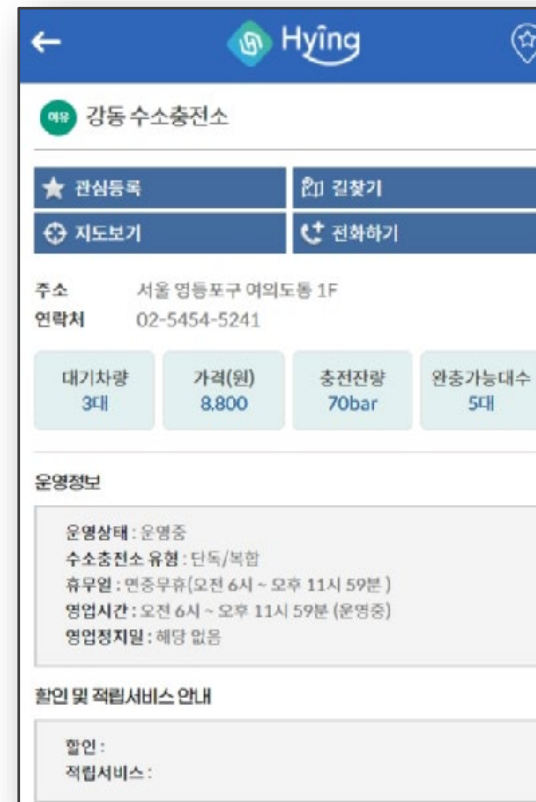 Hyîng
여유 강동 수소충전소
관심등록 길찾기
지도보기 전화하기
주소 서울 영등포구 여의도동 1F
연락처 02-5454-5241
대기차량 가격(원) 충전잔량 완충가능대수
3대 8,800 70bar 5대
운영정보
운영상태 : 운영중
수소충전소 유형 : 단독/복합
휴무일 : 연중무휴(오전 6시 ~ 오후 11시 59분 )
영업시간 : 오전 6시 ~ 오후 11시 59분 (운영중)
영업정지일 : 해당 없음
할인 및 적립서비스 안내
할인 :
적립서비스 :